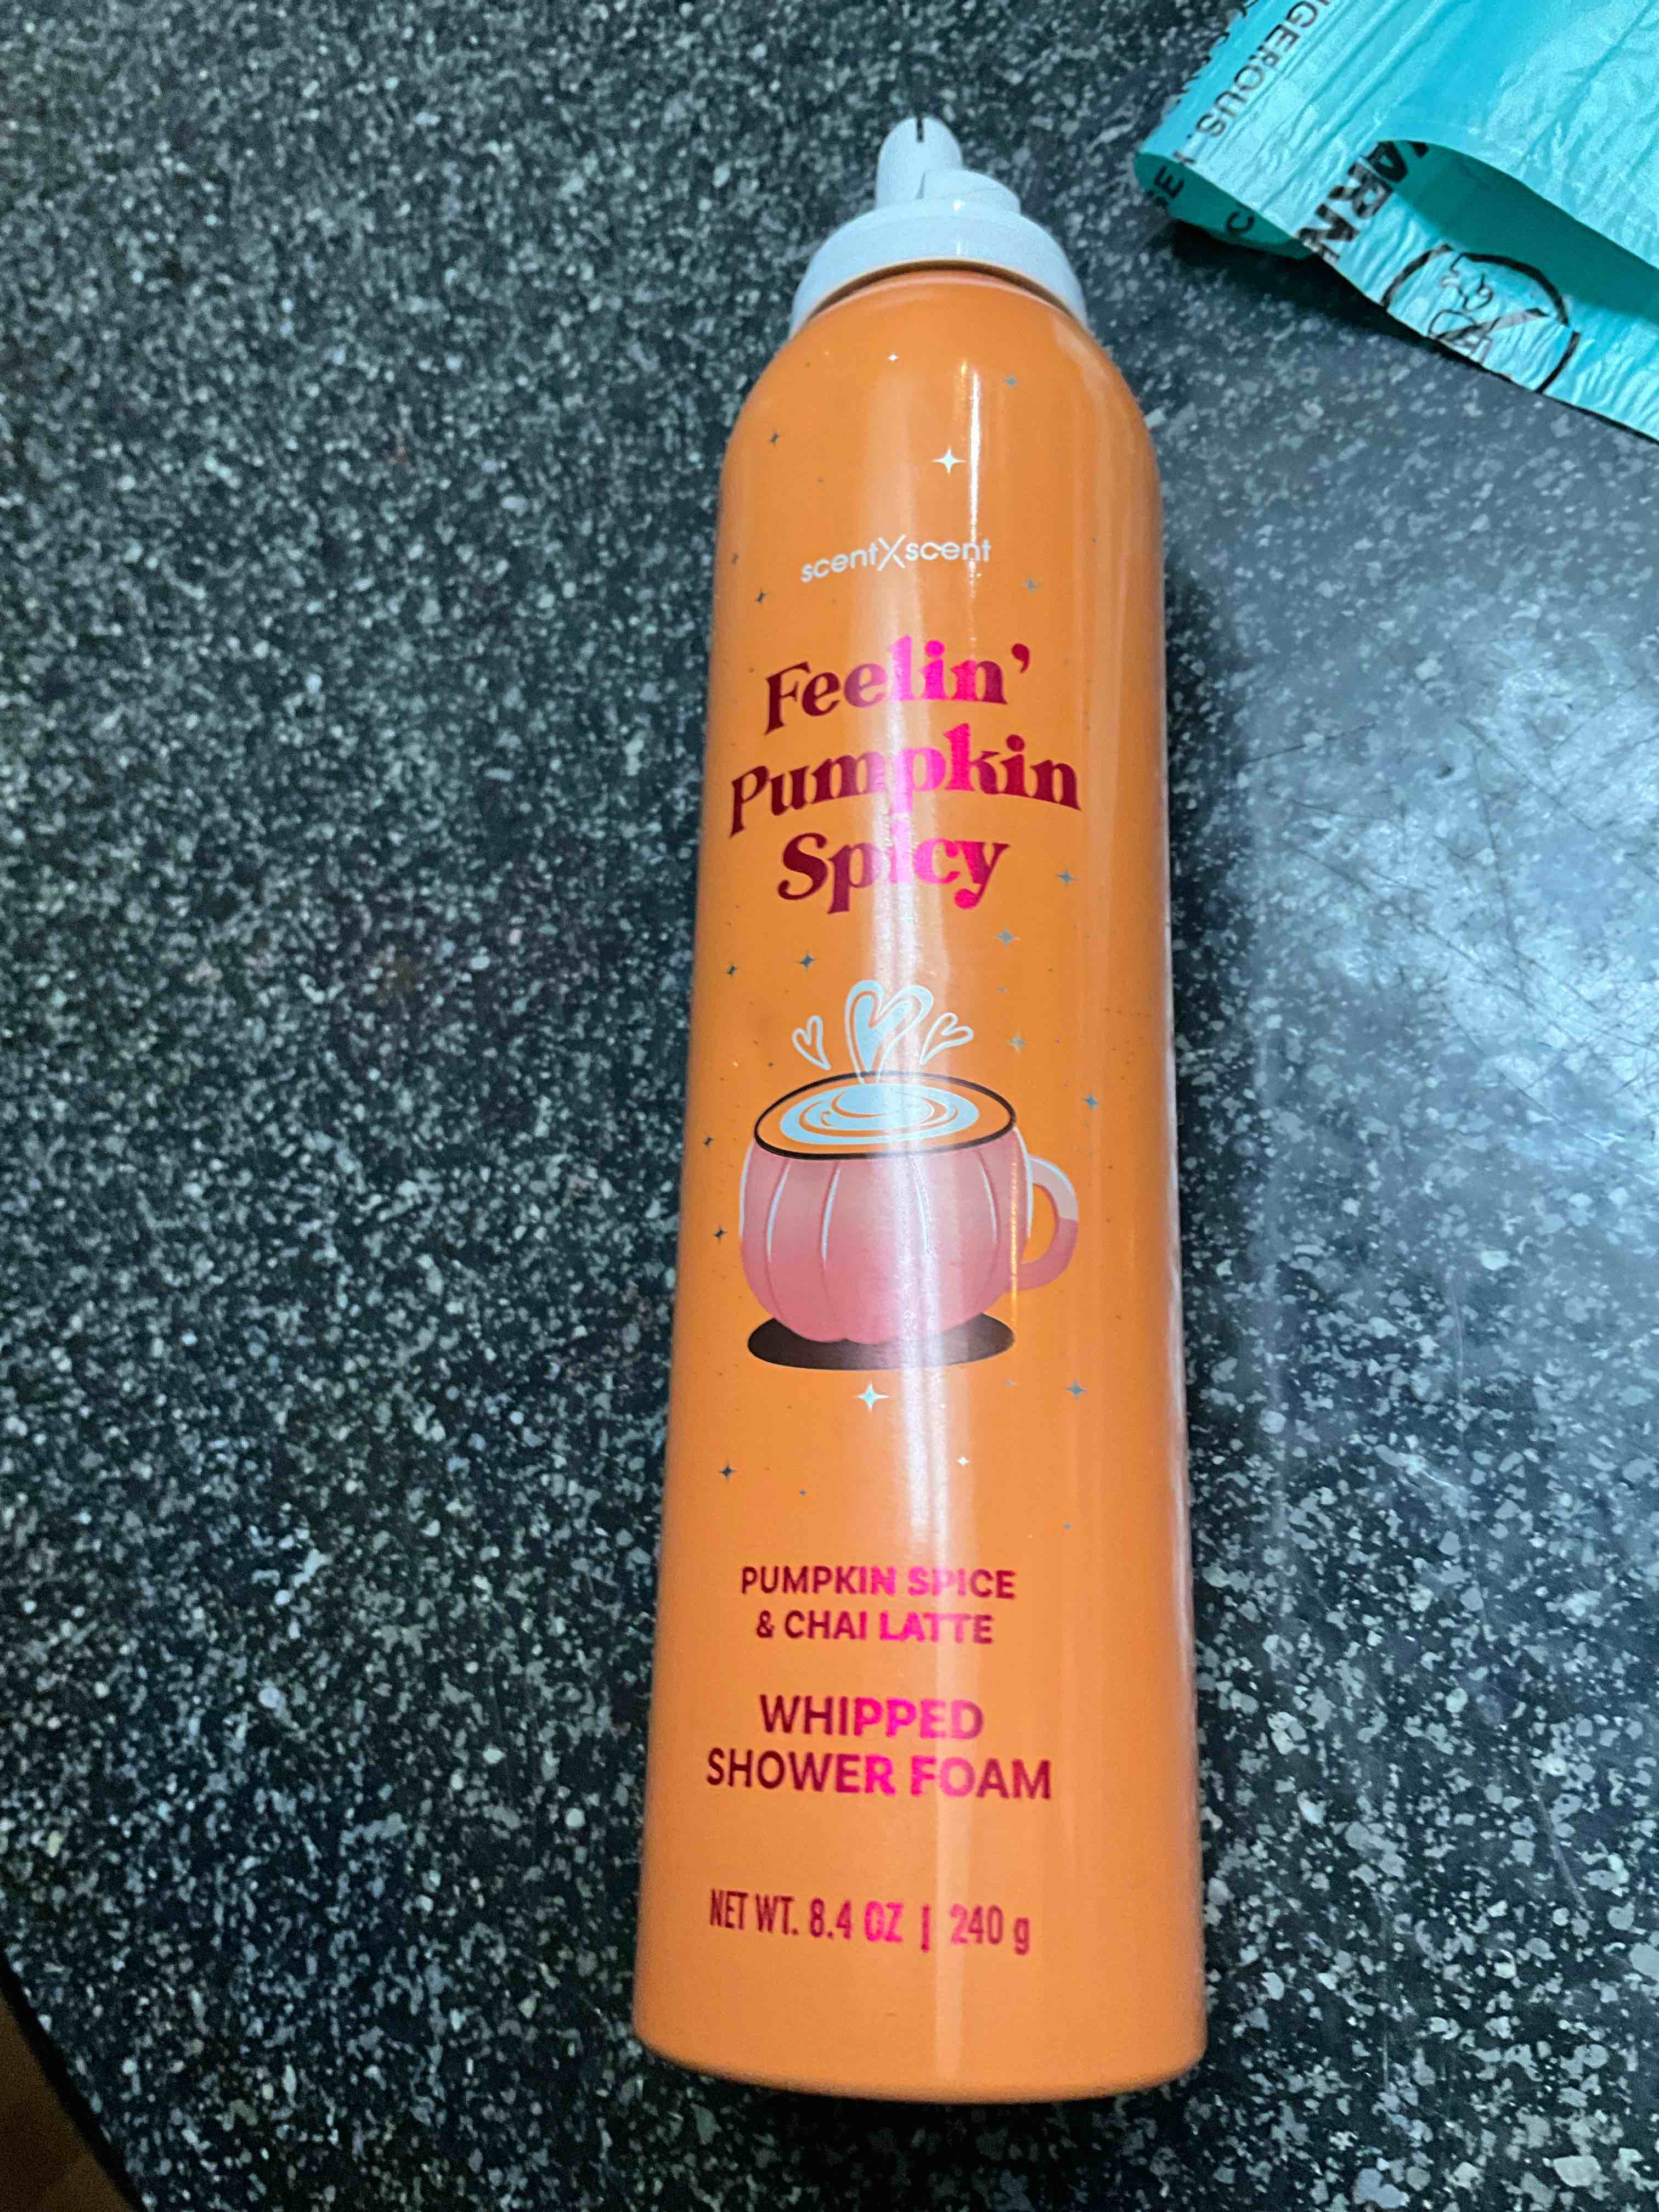 scentXscent
Feelin’
Pumpkin
Spicy
PUMPKIN SPICE
& CHAI LATTE
WHIPPED
SHOWER FOAM
NET WT. 8.4 OZ | 240 g